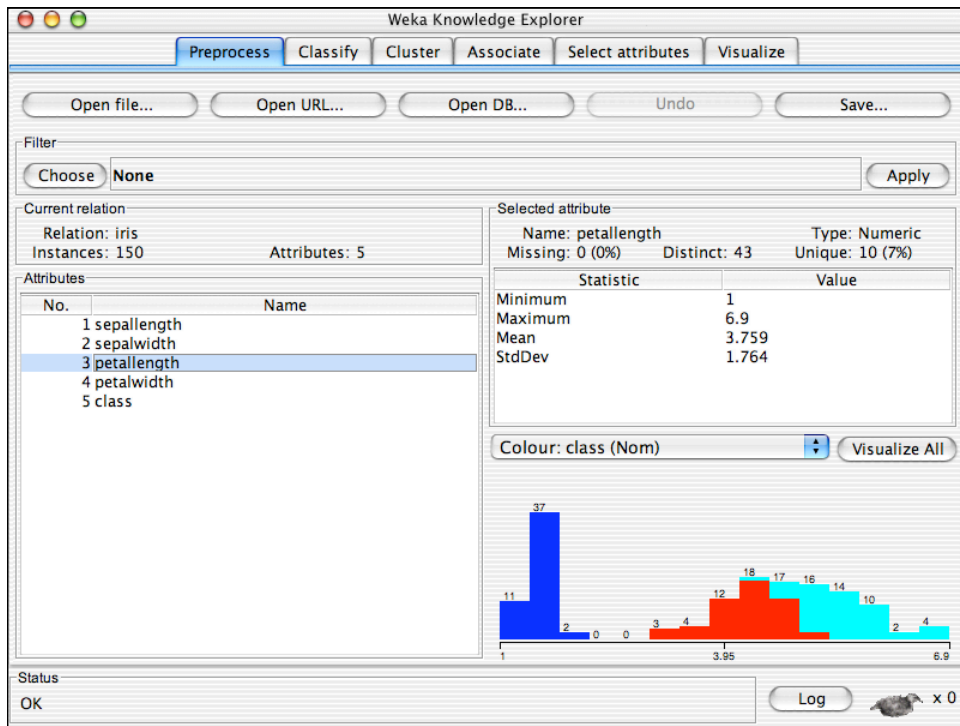 Weka Knowledge Explorer
Preprocess Classify Cluster Associate Select attributes Visualize
Open file... Open URL... Open DB... Undo Save...
Filter
Choose None Apply
Current relation
Relation: iris
Instances: 150 Attributes: 5
Attributes
No. Name
1 sepallength
2 sepalwidth
3 petallength
4 petalwidth
5 class
Selected attribute
Name: petallength Type: Numeric
Missing: 0 (0%) Distinct: 43 Unique: 10 (7%)
Statistic Value
Minimum 1
Maximum 6.9
Mean 3.759
StdDev 1.764
Colour: class (Nom) Visualize All
11 37 2 0 0 3 4 12 18 17 16 14 10 2 4
1 3.95 6.9
Status
OK
Log x 0